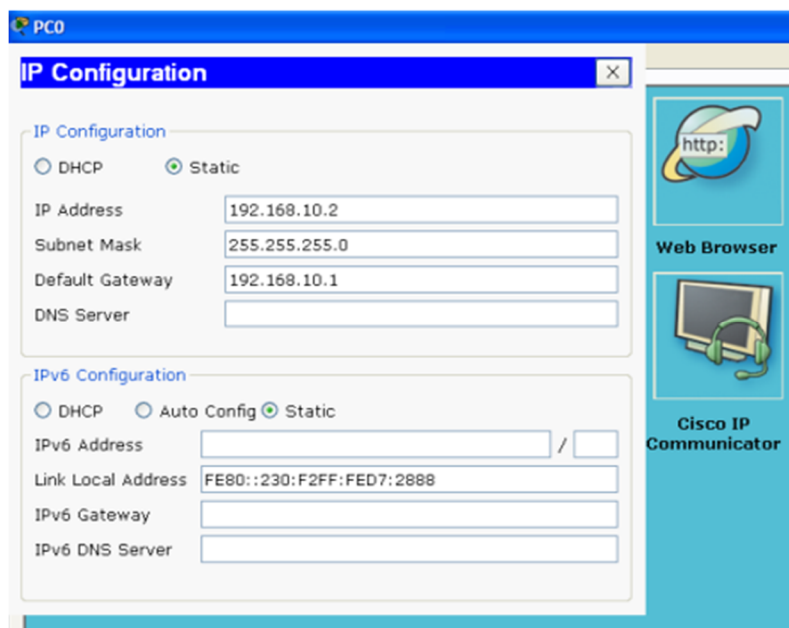 PC0
IP Configuration
X
IP Configuration
DHCP Static
IP Address 192.168.10.2
Subnet Mask 255.255.255.0
Default Gateway 192.168.10.1
DNS Server
IPv6 Configuration
DHCP Auto Config Static
IPv6 Address /
Link Local Address FE80::230:F2FF:FED7:2888
IPv6 Gateway
IPv6 DNS Server
http:
Web Browser
Cisco IP
Communicator